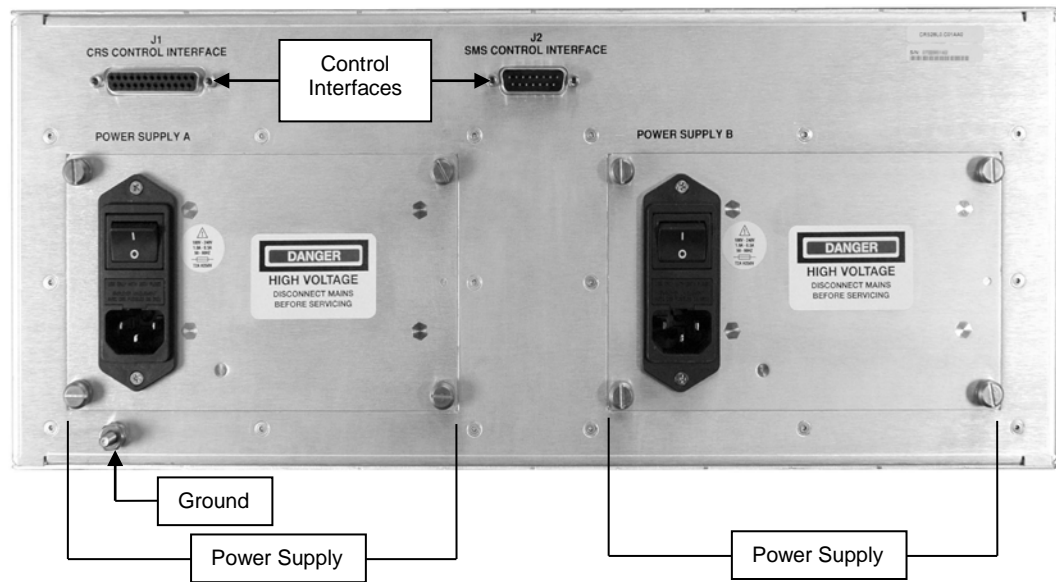 J1
CRS CONTROL INTERFACE
J2
SMS CONTROL INTERFACE
Control
Interfaces
POWER SUPPLY A
POWER SUPPLY B
I
O
DANGER
HIGH VOLTAGE
DISCONNECT MAINS
BEFORE SERVICING
I
O
DANGER
HIGH VOLTAGE
DISCONNECT MAINS
BEFORE SERVICING
Ground
Power Supply
Power Supply